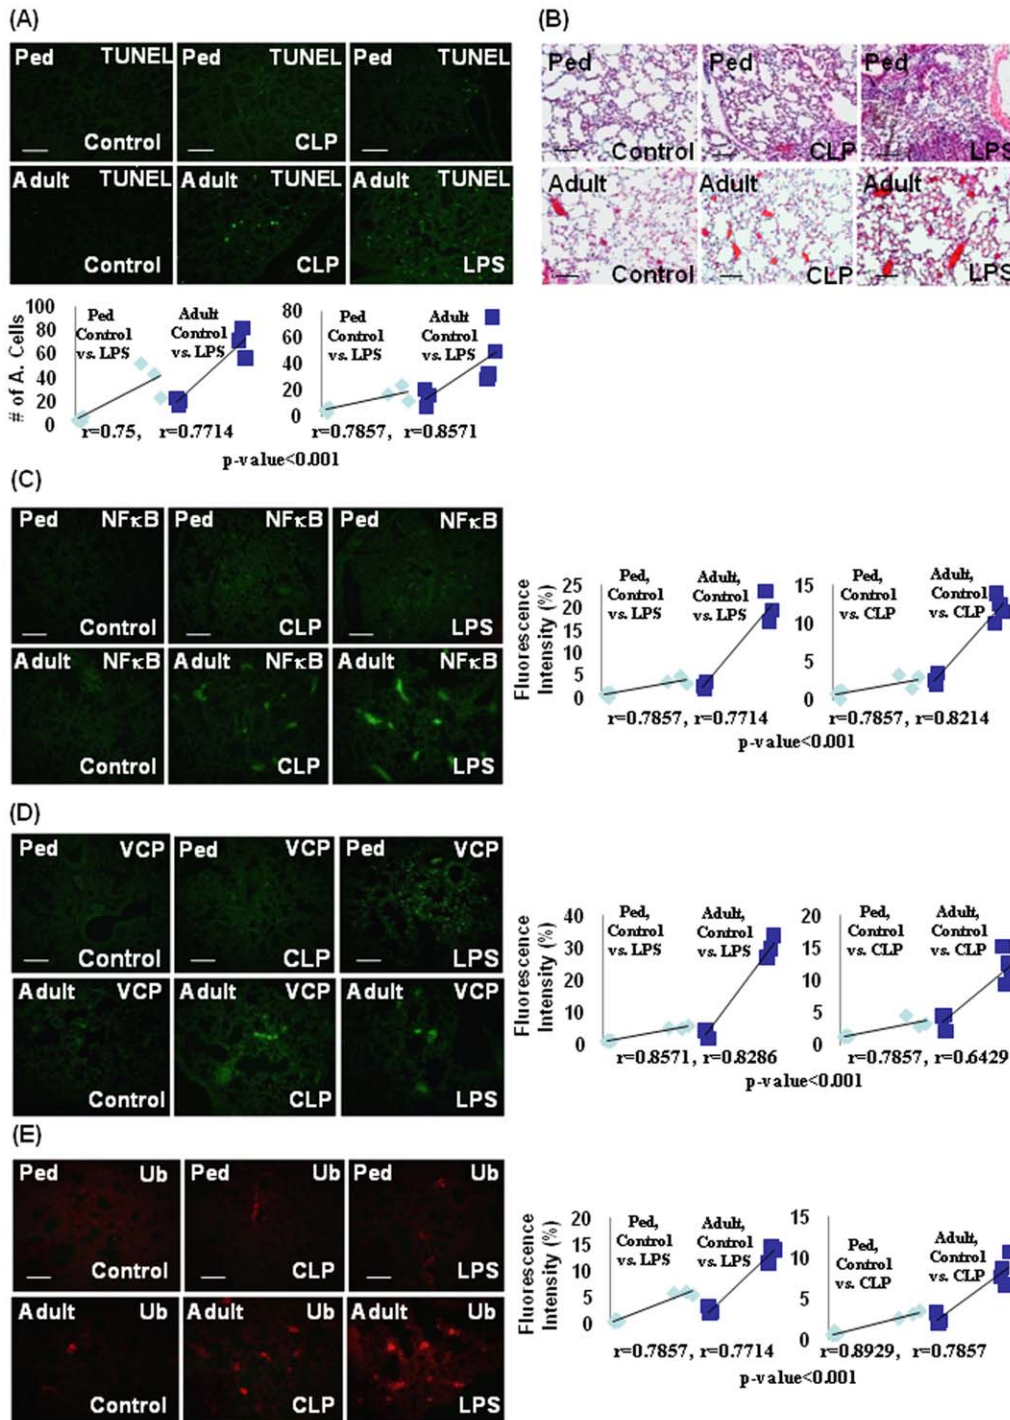 (A)
Ped TUNEL Control
Ped TUNEL CLP
Ped TUNEL LPS
Adult TUNEL Control
Adult TUNEL CLP
Adult TUNEL LPS
# of A. Cells
100
80
60
40
20
0
Ped
Control
vs. LPS
Adult
Control
vs. LPS
r=0.75, r=0.7714
80
60
40
20
0
Ped
Control
vs. LPS
Adult
Control
vs. LPS
r=0.7857, r=0.8571
p-value<0.001
(B)
Ped Control
Ped CLP
Ped LPS
Adult Control
Adult CLP
Adult LPS
(C)
Ped NFκB Control
Ped NFκB CLP
Ped NFκB LPS
Adult NFκB Control
Adult NFκB CLP
Adult NFκB LPS
Fluorescence
Intensity (%)
25
20
15
10
5
0
Ped,
Control
vs. LPS
Adult,
Control
vs. LPS
r=0.7857, r=0.7714
15
10
5
0
Ped,
Control
vs. CLP
Adult,
Control
vs. CLP
r=0.7857, r=0.8214
p-value<0.001
(D)
Ped VCP Control
Ped VCP CLP
Ped VCP LPS
Adult VCP Control
Adult VCP CLP
Adult VCP LPS
Fluorescence
Intensity (%)
40
30
20
10
0
Ped,
Control
vs. LPS
Adult,
Control
vs. LPS
r=0.8571, r=0.8286
20
15
10
5
0
Ped,
Control
vs. CLP
Adult,
Control
vs. CLP
r=0.7857, r=0.6429
p-value<0.001
(E)
Ped Ub Control
Ped Ub CLP
Ped Ub LPS
Adult Ub Control
Adult Ub CLP
Adult Ub LPS
Fluorescence
Intensity (%)
20
15
10
5
0
Ped,
Control
vs. LPS
Adult,
Control
vs. LPS
r=0.7857, r=0.7714
15
10
5
0
Ped,
Control
vs. CLP
Adult,
Control
vs. CLP
r=0.8929, r=0.7857
p-value<0.001